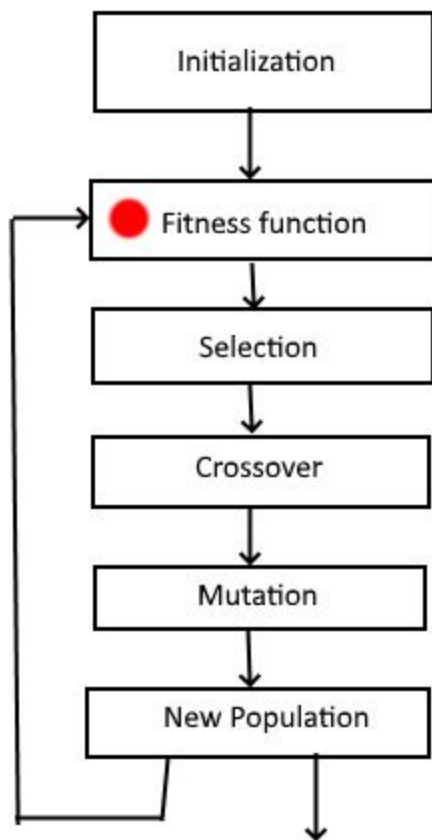 Initialization
Fitness function
Selection
Crossover
Mutation
New Population